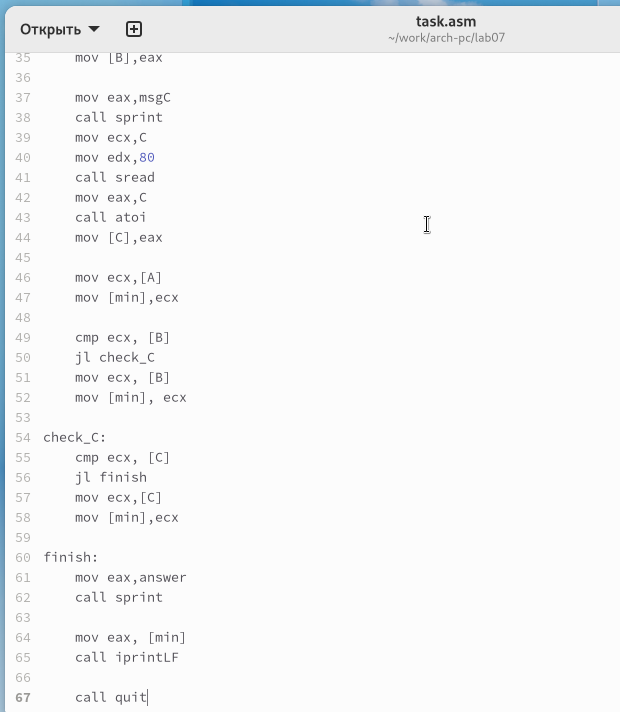 Открыть
task.asm
~/work/arch-pc/lab07
35 mov [B],eax
36
37 mov eax,msgC
38 call sprint
39 mov ecx,C
40 mov edx,80
41 call sread
42 mov eax,C
43 call atoi
44 mov [C],eax
45
46 mov ecx,[A]
47 mov [min],ecx
48
49 cmp ecx, [B]
50 jl check_C
51 mov ecx, [B]
52 mov [min], ecx
53
54 check_C:
55 cmp ecx, [C]
56 jl finish
57 mov ecx,[C]
58 mov [min],ecx
59
60 finish:
61 mov eax,answer
62 call sprint
63
64 mov eax, [min]
65 call iprintLF
66
67 call quit